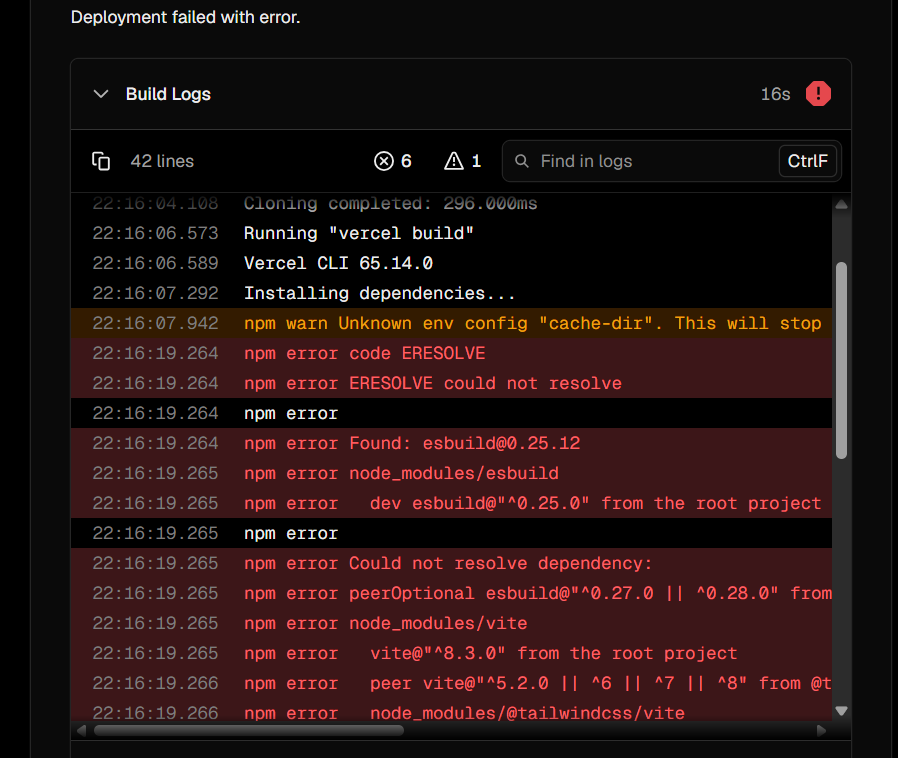 Deployment failed with error.
Build Logs 16s
42 lines 6 1 Find in logs CtrlF
22:16:04.108 Cloning completed: 296.000ms
22:16:06.573 Running "vercel build"
22:16:06.589 Vercel CLI 65.14.0
22:16:07.292 Installing dependencies...
22:16:07.942 npm warn Unknown env config "cache-dir". This will stop
22:16:19.264 npm error code ERESOLVE
22:16:19.264 npm error ERESOLVE could not resolve
22:16:19.264 npm error
22:16:19.264 npm error Found: esbuild@0.25.12
22:16:19.265 npm error node_modules/esbuild
22:16:19.265 npm error   dev esbuild@"^0.25.0" from the root project
22:16:19.265 npm error
22:16:19.265 npm error Could not resolve dependency:
22:16:19.265 npm error peerOptional esbuild@"^0.27.0 || ^0.28.0" from
22:16:19.265 npm error node_modules/vite
22:16:19.265 npm error   vite@"^8.3.0" from the root project
22:16:19.266 npm error   peer vite@"^5.2.0 || ^6 || ^7 || ^8" from @t
22:16:19.266 npm error   node_modules/@tailwindcss/vite